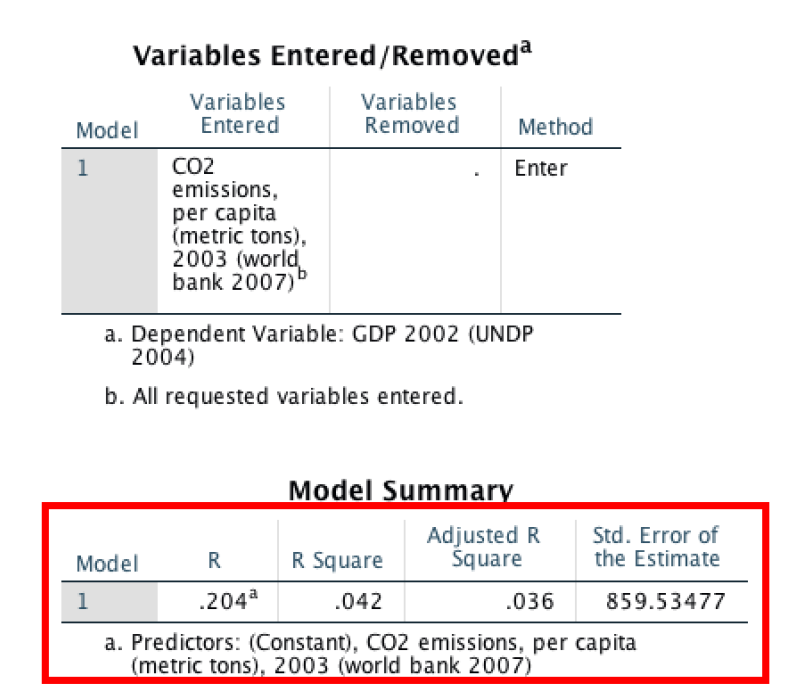 Variables Entered/Removedᵃ
Model Variables Entered Variables Removed Method
1 CO2 emissions, per capita (metric tons), 2003 (world bank 2007)ᵇ . Enter
a. Dependent Variable: GDP 2002 (UNDP
2004)
b. All requested variables entered.
Model Summary
Model R R Square Adjusted R Square Std. Error of the Estimate
1 .204ᵃ .042 .036 859.53477
a. Predictors: (Constant), CO2 emissions, per capita
(metric tons), 2003 (world bank 2007)